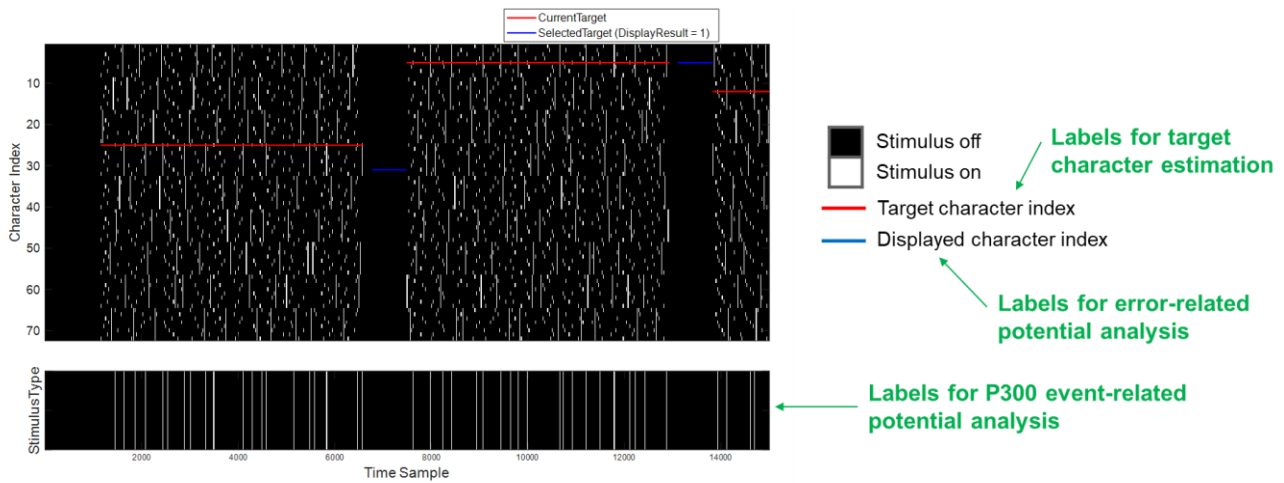 CurrentTarget
SelectedTarget (DisplayResult = 1)
Character Index
10
20
30
40
50
60
70
StimulusType
2000
4000
6000
8000
10000
12000
14000
Time Sample
Stimulus off
Stimulus on
Target character index
Displayed character index
Labels for target
character estimation
Labels for error-related
potential analysis
Labels for P300 event-related
potential analysis